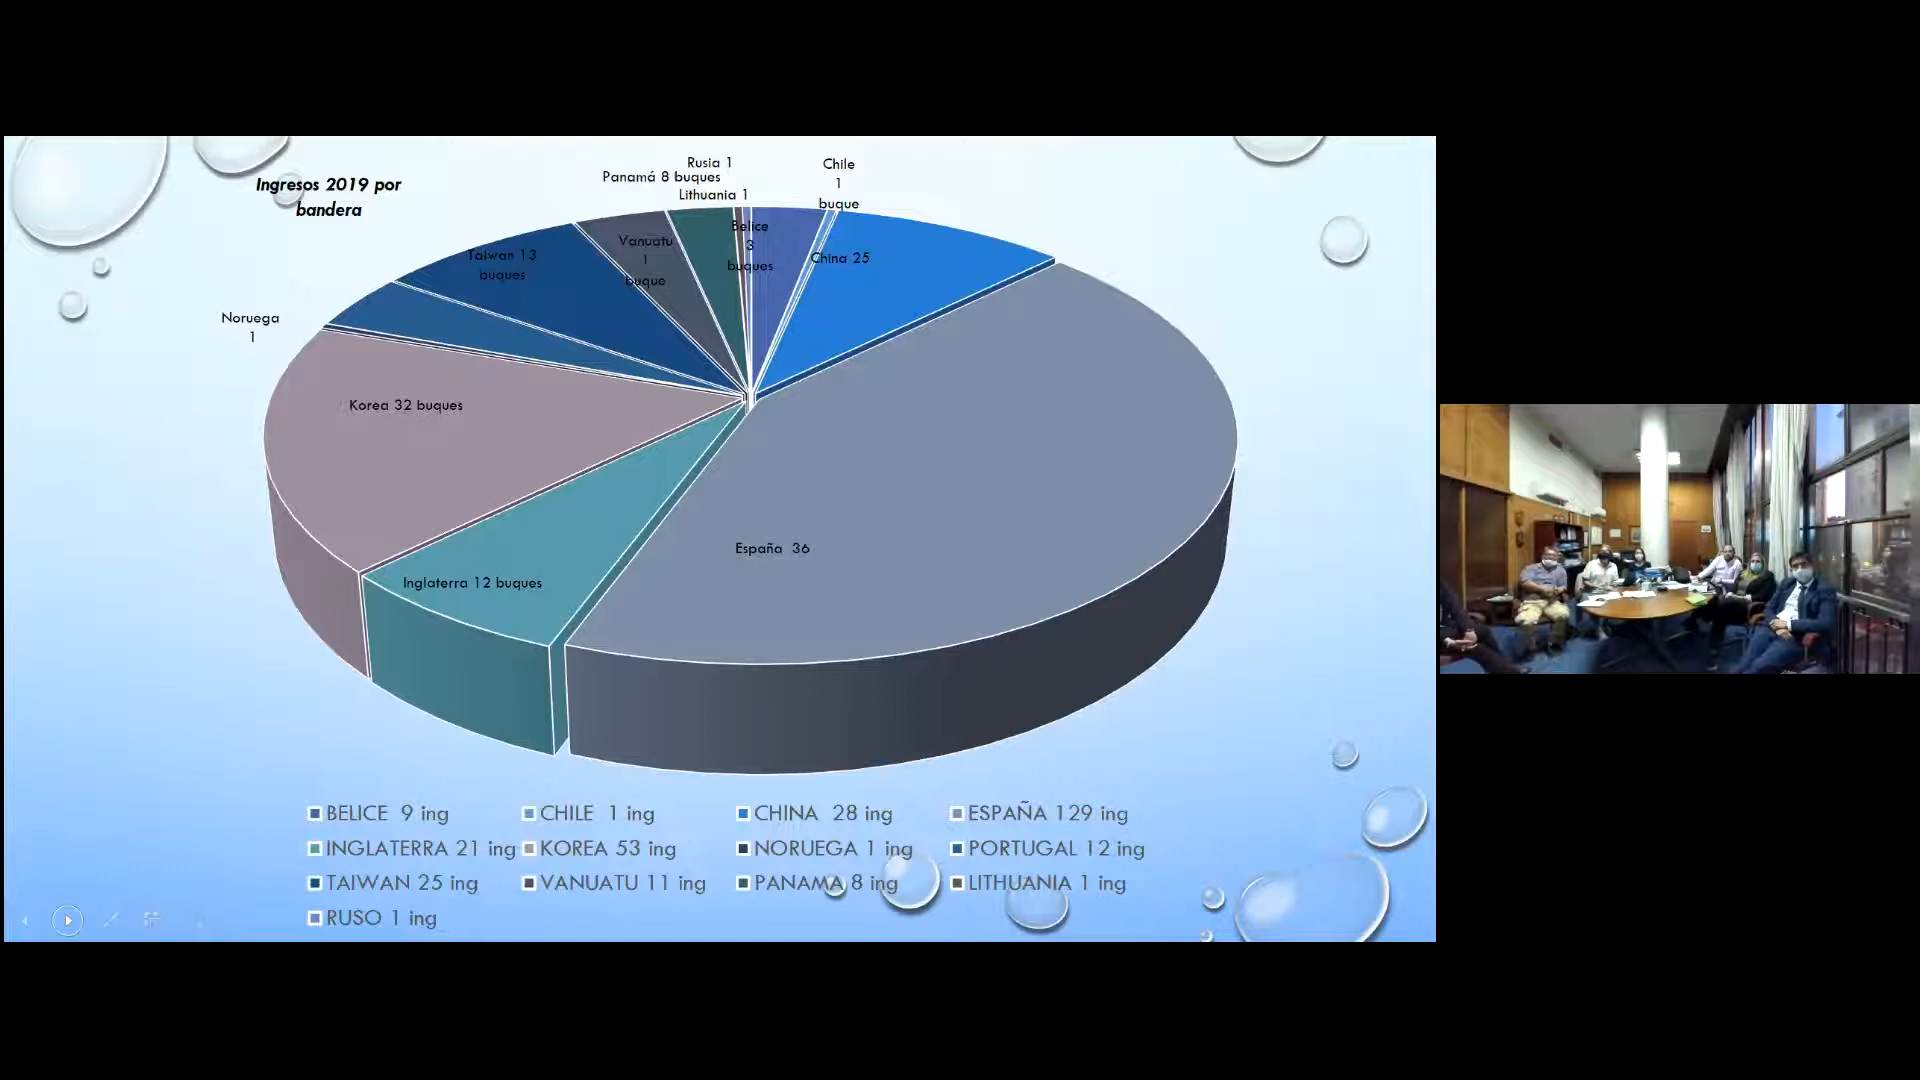 Ingresos 2019 por
bandera
Rusia 1
Panamá 8 buques
Lithuania 1
Chile
1
buque
Belice
3
buques
China 25
Vanuatu
1
buque
Taiwan 13
buques
Noruega
1
Korea 32 buques
España 36
Inglaterra 12 buques
BELICE 9 ing
CHILE 1 ing
CHINA 28 ing
ESPAÑA 129 ing
INGLATERRA 21 ing
KOREA 53 ing
NORUEGA 1 ing
PORTUGAL 12 ing
TAIWAN 25 ing
VANUATU 11 ing
PANAMA 8 ing
LITHUANIA 1 ing
RUSO 1 ing